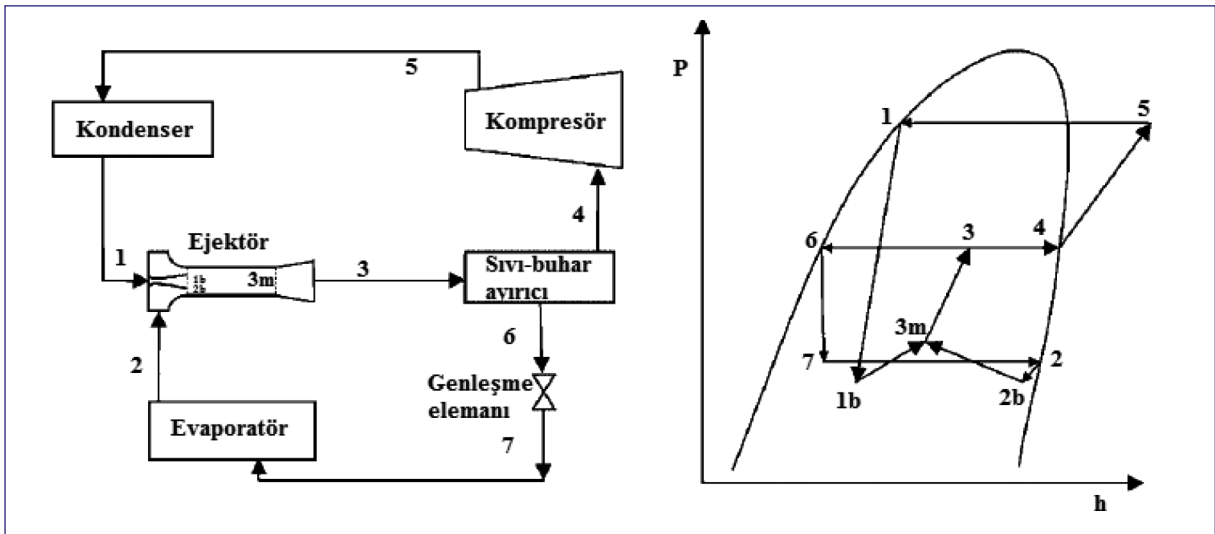 5
Kondenser
Kompresör
4
Ejektör
1
1b
2b
3m
3
Sıvı-buhar
ayırıcı
2
6
Genleşme
elemanı
7
Evaporatör
P
1
5
6
3
4
3m
7
2
1b
2b
h